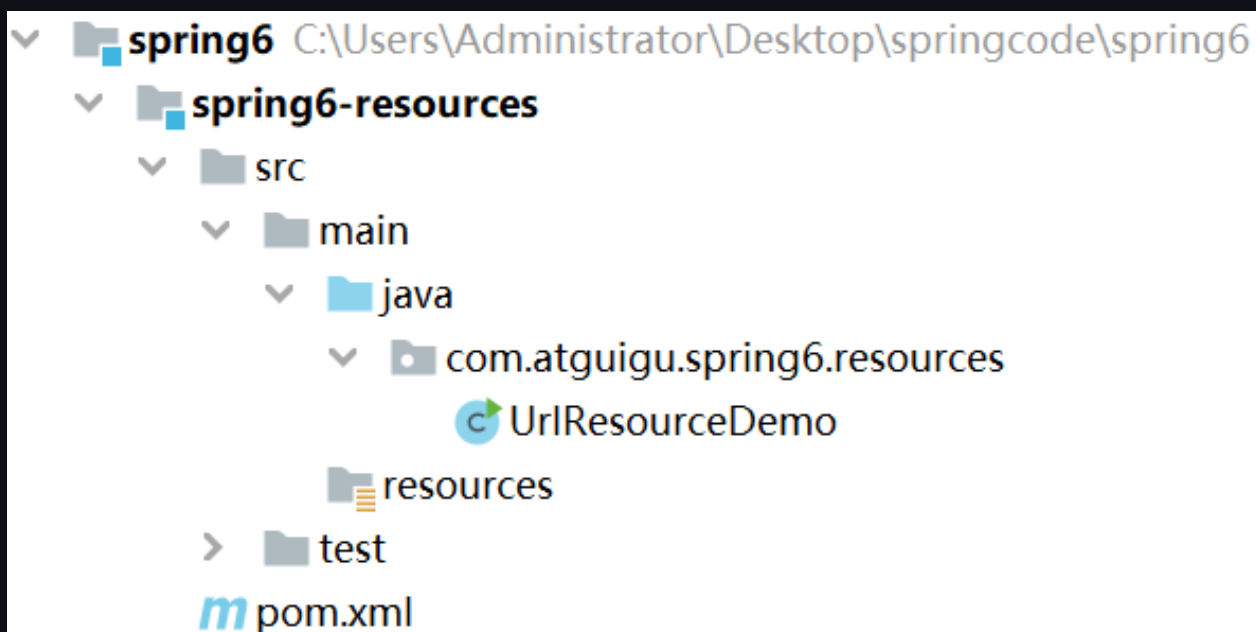 spring6 C:\Users\Administrator\Desktop\springcode\spring6
spring6-resources
src
main
java
com.atguigu.spring6.resources
C UrlResourceDemo
resources
test
m pom.xml